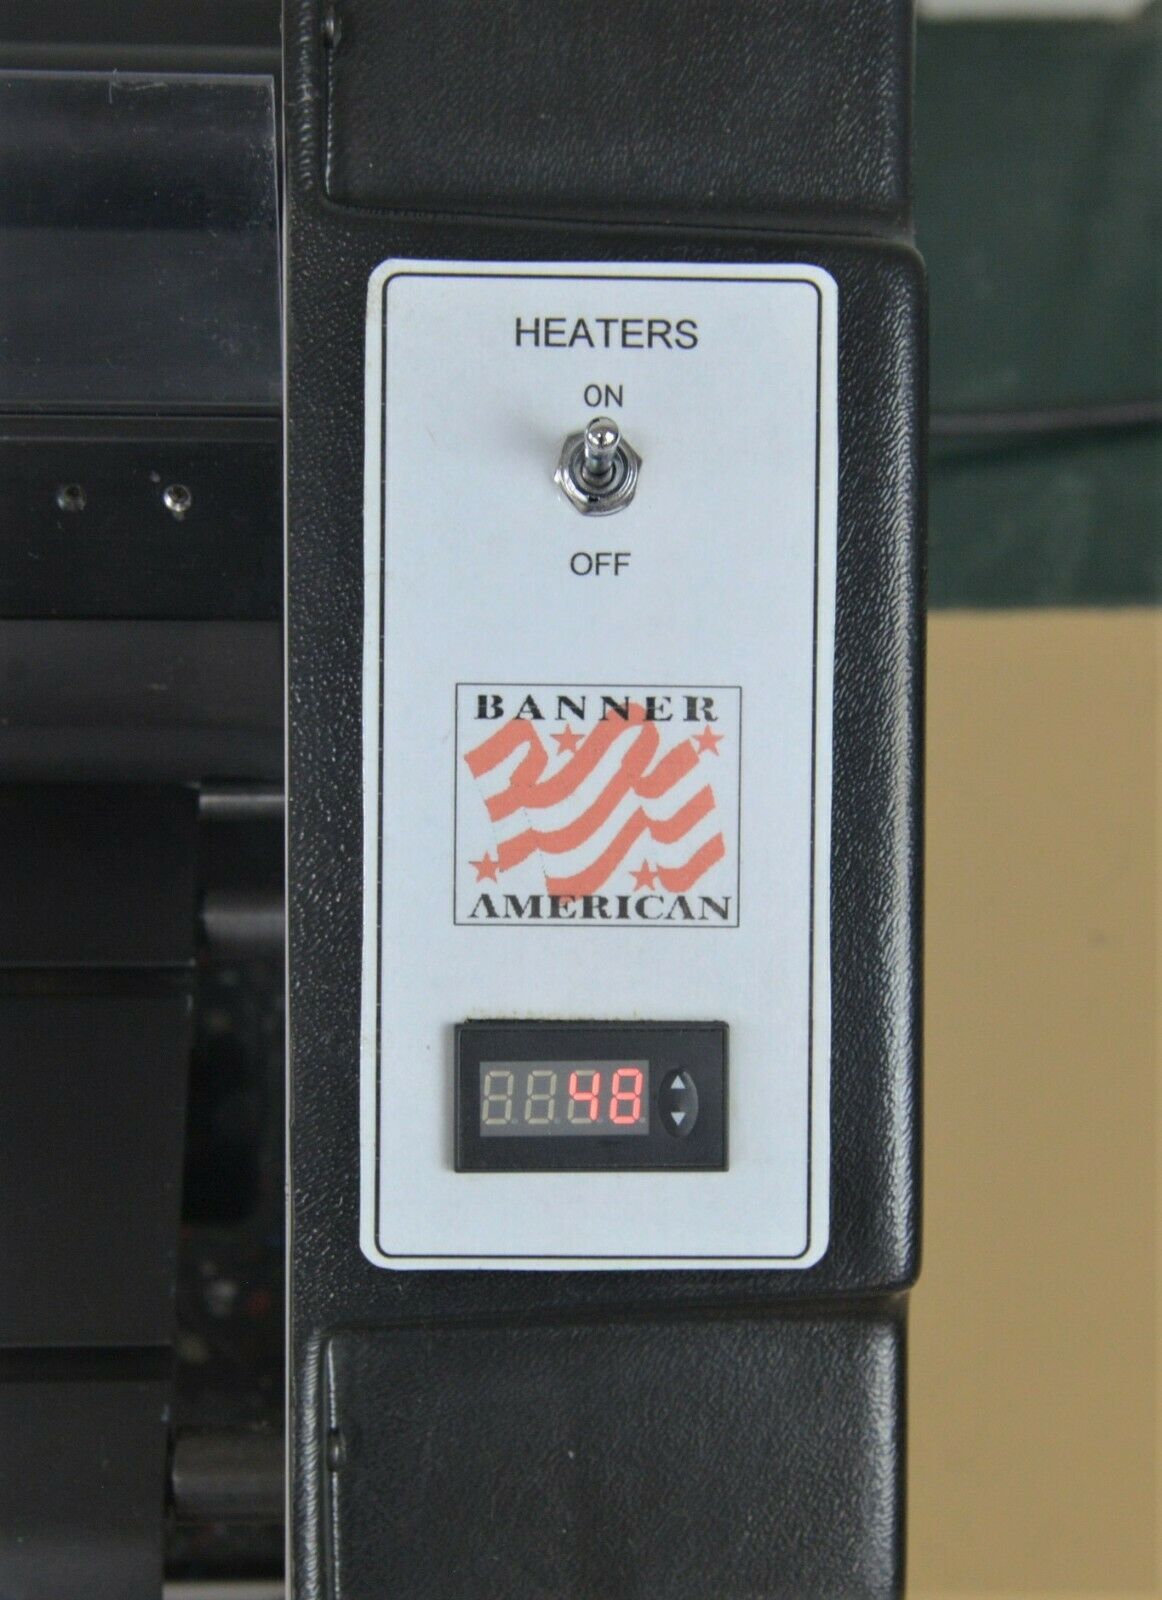 HEATERS
ON
OFF
BANNER
AMERICAN
48